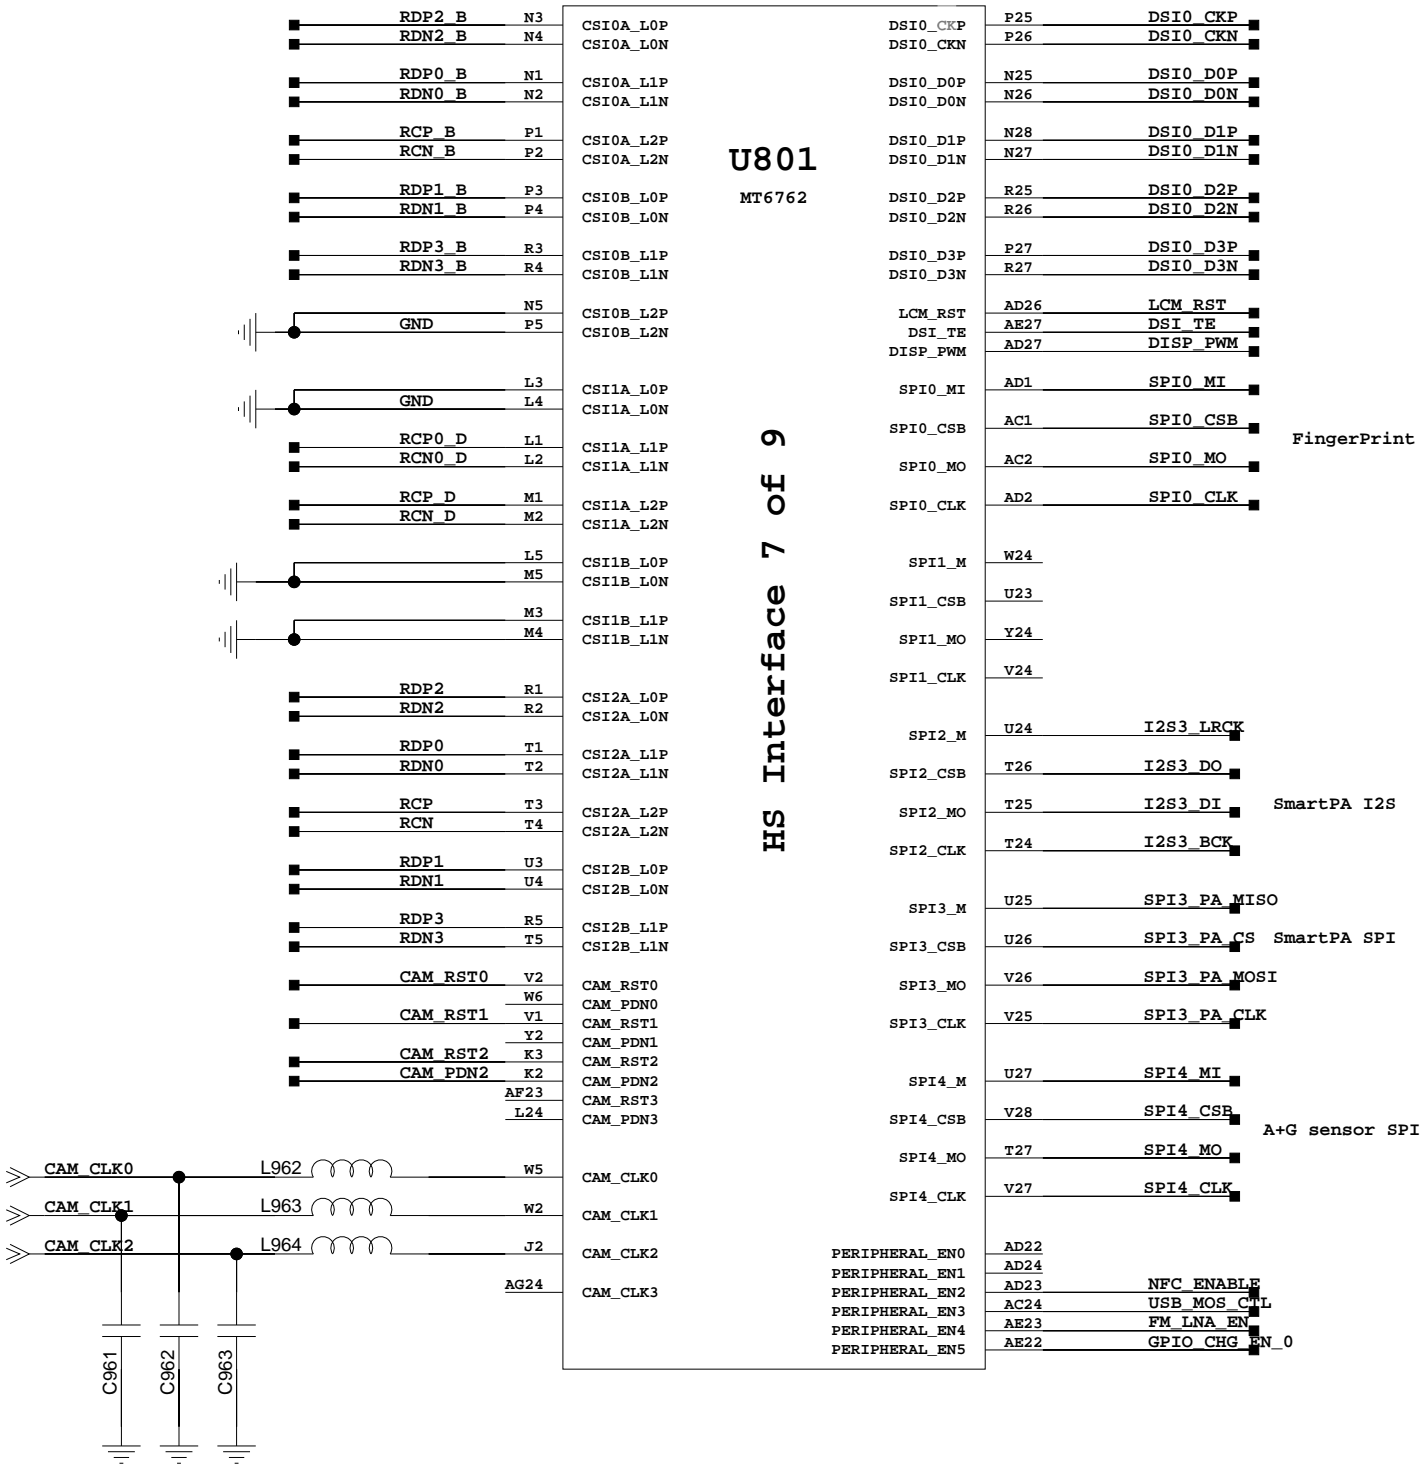 RDP2_B N3 CSI0A_L0P DSI0_CKP P25 DSI0_CKP
RDN2_B N4 CSI0A_L0N DSI0_CKN P26 DSI0_CKN
RDP0_B N1 CSI0A_L1P DSI0_D0P N25 DSI0_D0P
RDN0_B N2 CSI0A_L1N DSI0_D0N N26 DSI0_D0N
RCP_B P1 CSI0A_L2P DSI0_D1P N28 DSI0_D1P
RCN_B P2 CSI0A_L2N U801 DSI0_D1N N27 DSI0_D1N
RDP1_B P3 CSI0B_L0P MT6762 DSI0_D2P R25 DSI0_D2P
RDN1_B P4 CSI0B_L0N DSI0_D2N R26 DSI0_D2N
RDP3_B R3 CSI0B_L1P DSI0_D3P P27 DSI0_D3P
RDN3_B R4 CSI0B_L1N DSI0_D3N R27 DSI0_D3N
N5 CSI0B_L2P LCM_RST AD26 LCM_RST
GND P5 CSI0B_L2N DSI_TE AE27 DSI_TE
DISP_PWM AD27 DISP_PWM
L3 CSI1A_L0P SPI0_MI AD1 SPI0_MI
GND L4 CSI1A_L0N
SPI0_CSB AC1 SPI0_CSB
FingerPrint
RCP0_D L1 CSI1A_L1P
RCN0_D L2 CSI1A_L1N SPI0_MO AC2 SPI0_MO
RCP_D M1 CSI1A_L2P SPI0_CLK AD2 SPI0_CLK
RCN_D M2 CSI1A_L2N
L5 CSI1B_L0P SPI1_M W24
M5 CSI1B_L0N
SPI1_CSB U23
M3 CSI1B_L1P
M4 CSI1B_L1N SPI1_MO Y24
SPI1_CLK V24
HS Interface 7 of 9
RDP2 R1 CSI2A_L0P
RDN2 R2 CSI2A_L0N
SPI2_M U24 I2S3_LRCK
RDP0 T1 CSI2A_L1P
RDN0 T2 CSI2A_L1N SPI2_CSB T26 I2S3_DO
RCP T3 CSI2A_L2P SPI2_MO T25 I2S3_DI SmartPA I2S
RCN T4 CSI2A_L2N
SPI2_CLK T24 I2S3_BCK
RDP1 U3 CSI2B_L0P
RDN1 U4 CSI2B_L0N
SPI3_M U25 SPI3_PA_MISO
RDP3 R5 CSI2B_L1P
RDN3 T5 CSI2B_L1N SPI3_CSB U26 SPI3_PA_CS SmartPA SPI
CAM_RST0 V2 CAM_RST0 SPI3_MO V26 SPI3_PA_MOSI
W6 CAM_PDN0
CAM_RST1 V1 CAM_RST1 SPI3_CLK V25 SPI3_PA_CLK
Y2 CAM_PDN1
CAM_RST2 K3 CAM_RST2
CAM_PDN2 K2 CAM_PDN2 SPI4_M U27 SPI4_MI
AF23 CAM_RST3
L24 CAM_PDN3 SPI4_CSB V28 SPI4_CSB
A+G sensor SPI
SPI4_MO T27 SPI4_MO
CAM_CLK0 L962 W5 CAM_CLK0
SPI4_CLK V27 SPI4_CLK
CAM_CLK1 L963 W2 CAM_CLK1
CAM_CLK2 L964 J2 CAM_CLK2 PERIPHERAL_EN0 AD22
PERIPHERAL_EN1 AD24
AG24 CAM_CLK3 PERIPHERAL_EN2 AD23 NFC_ENABLE
PERIPHERAL_EN3 AC24 USB_MOS_CTL
PERIPHERAL_EN4 AE23 FM_LNA_EN
PERIPHERAL_EN5 AE22 GPIO_CHG_EN_0
C961 C962 C963